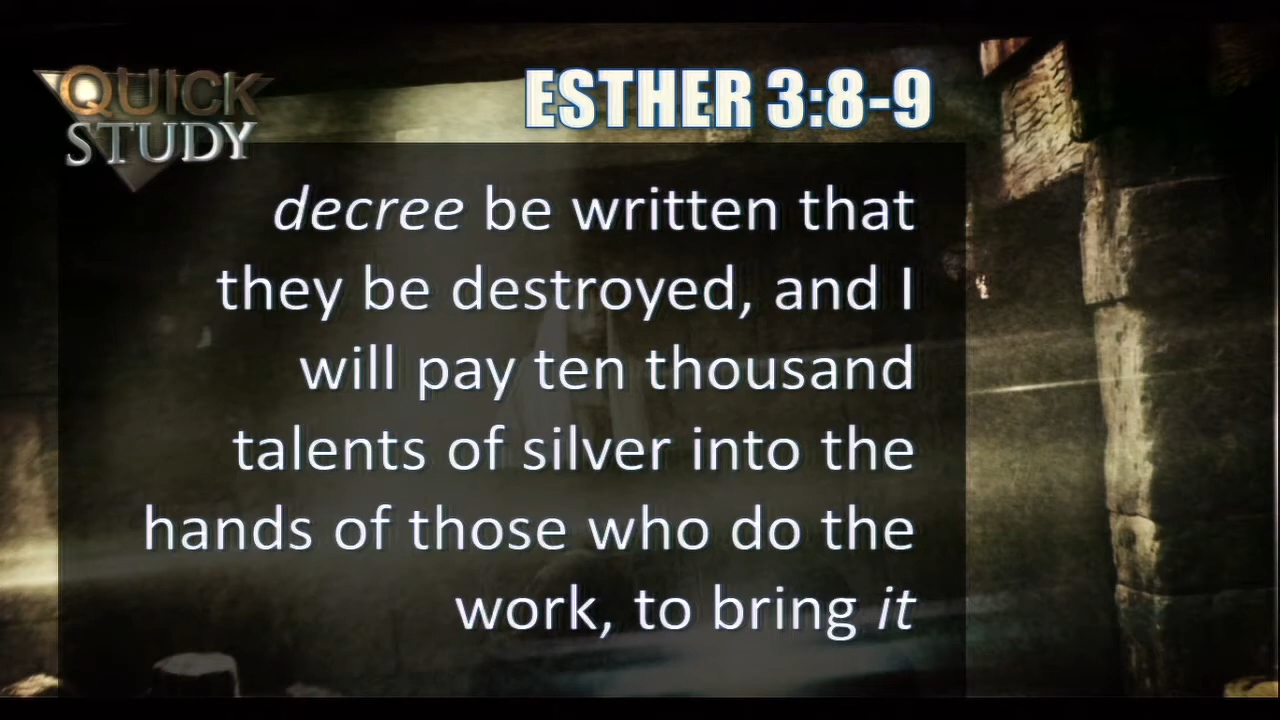 QUICK
STUDY
ESTHER 3:8-9
decree be written that
they be destroyed, and I
will pay ten thousand
talents of silver into the
hands of those who do the
work, to bring it